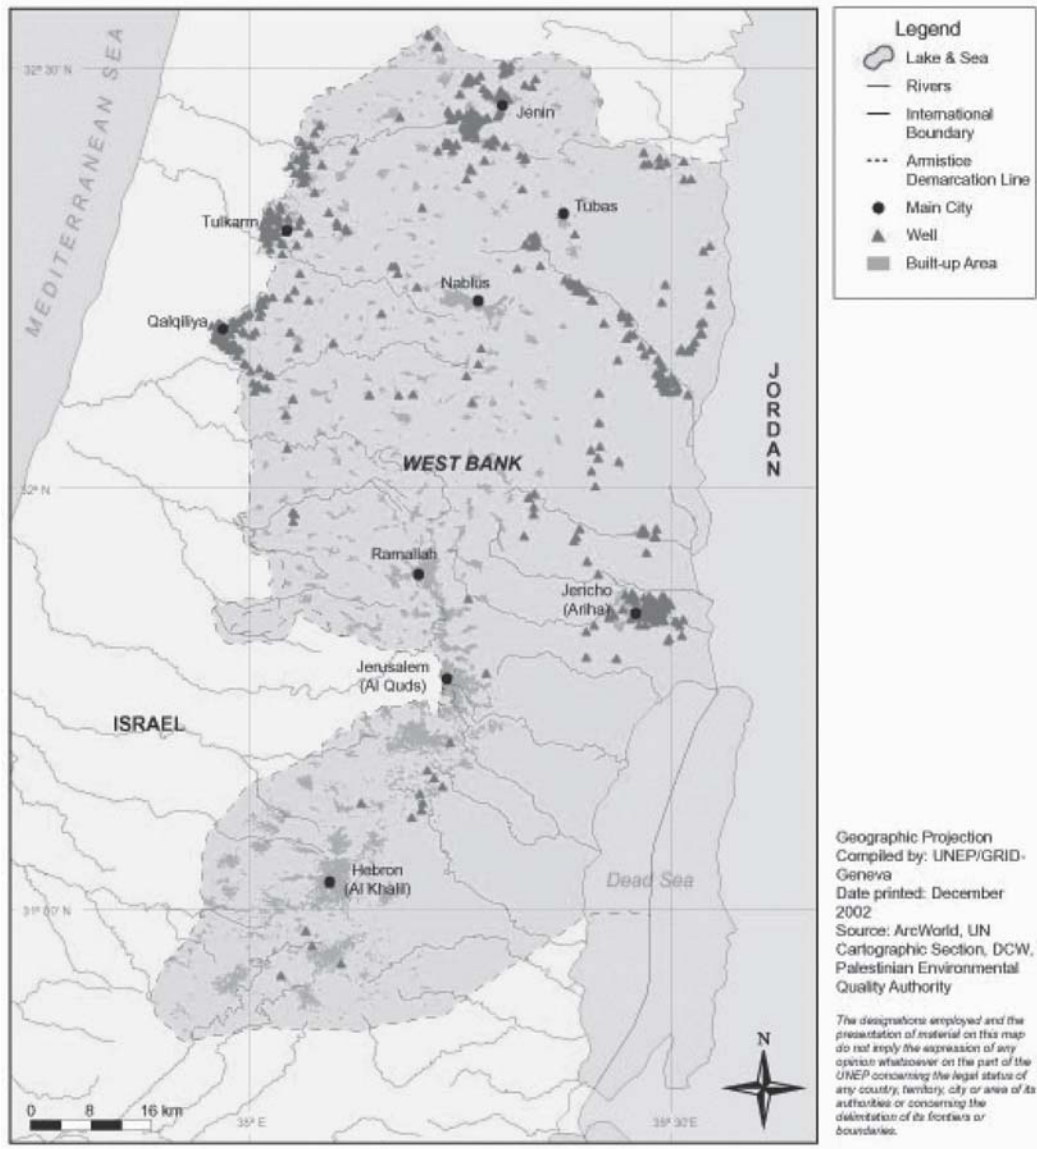 MEDITERRANEAN SEA
32° 30' N
Jenin
Tubas
Tulkarm
Nablus
Qalqiliya
JORDAN
WEST BANK
32° N
Ramallah
Jericho
(Ariha)
Jerusalem
(Al Quds)
ISRAEL
Hebron
(Al Khalil)
Dead Sea
31° 30' N
N
0 8 16 km
35° E
35° 30' E
Legend
Lake & Sea
Rivers
International
Boundary
Armistice
Demarcation Line
Main City
Well
Built-up Area
Geographic Projection
Compiled by: UNEP/GRID-
Geneva
Date printed: December
2002
Source: ArcWorld, UN
Cartographic Section, DCW,
Palestinian Environmental
Quality Authority
The designations employed and the
presentation of material on this map
do not imply the expression of any
opinion whatsoever on the part of the
UNEP concerning the legal status of
any country, territory, city or area of its
authorities or concerning the
delimitation of its frontiers or
boundaries.